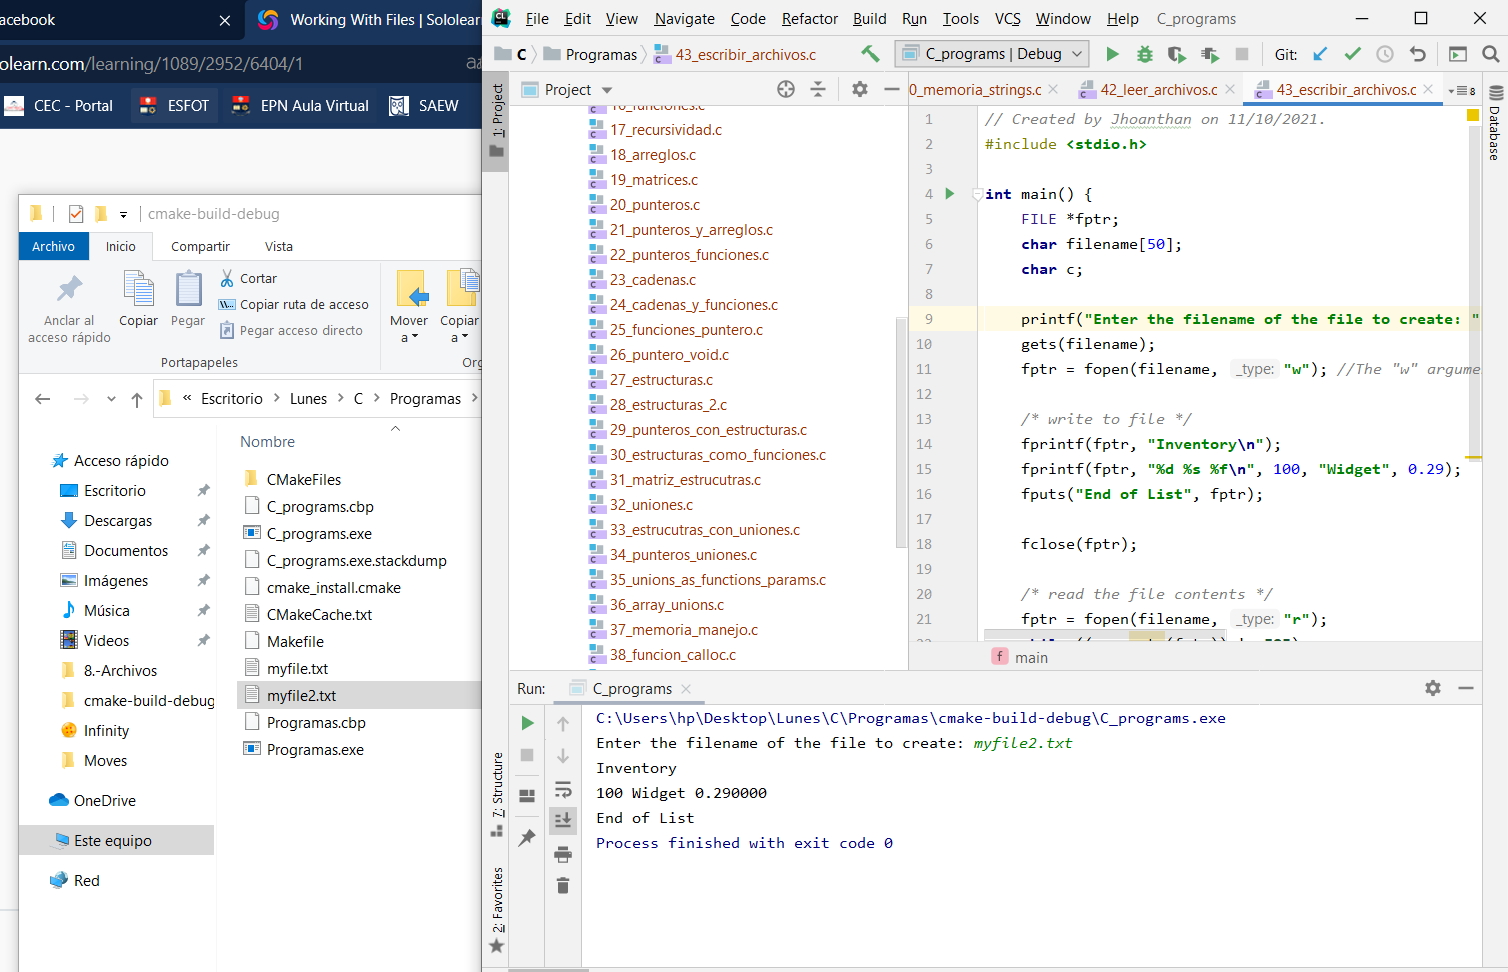 acebook
Working With Files | Sololearn
ololearn.com/learning/1089/2952/6404/1
CEC - Portal
ESFOT
EPN Aula Virtual
SAEW
cmake-build-debug
Archivo
Inicio
Compartir
Vista
Anclar al
acceso rápido
Copiar
Pegar
Cortar
Copiar ruta de acceso
Pegar acceso directo
Mover
a
Copiar
a
Portapapeles
Org
« Escritorio > Lunes > C > Programas >
Nombre
Acceso rápido
Escritorio
Descargas
Documentos
Imágenes
Música
Videos
8.-Archivos
cmake-build-debug
Infinity
Moves
OneDrive
Este equipo
Red
CMakeFiles
C_programs.cbp
C_programs.exe
C_programs.exe.stackdump
cmake_install.cmake
CMakeCache.txt
Makefile
myfile.txt
myfile2.txt
Programas.cbp
Programas.exe
File Edit View Navigate Code Refactor Build Run Tools VCS Window Help C_programs
C Programas 43_escribir_archivos.c
C_programs | Debug
Git:
1: Project
Project
0_memoria_strings.c
42_leer_archivos.c
43_escribir_archivos.c
8
Database
16_funciones.c
17_recursividad.c
18_arreglos.c
19_matrices.c
20_punteros.c
21_punteros_y_arreglos.c
22_punteros_funciones.c
23_cadenas.c
24_cadenas_y_funciones.c
25_funciones_puntero.c
26_puntero_void.c
27_estructuras.c
28_estructuras_2.c
29_punteros_con_estructuras.c
30_estructuras_como_funciones.c
31_matriz_estrucutras.c
32_uniones.c
33_estrucutras_con_uniones.c
34_punteros_uniones.c
35_unions_as_functions_params.c
36_array_unions.c
37_memoria_manejo.c
38_funcion_calloc.c
1 // Created by Jhoanthan on 11/10/2021.
2 #include <stdio.h>
3
4 int main() {
5 FILE *fptr;
6 char filename[50];
7 char c;
8
9 printf("Enter the filename of the file to create: "
10 gets(filename);
11 fptr = fopen(filename, _type: "w"); //The "w" argume
12
13 /* write to file */
14 fprintf(fptr, "Inventory\n");
15 fprintf(fptr, "%d %s %f\n", 100, "Widget", 0.29);
16 fputs("End of List", fptr);
17
18 fclose(fptr);
19
20 /* read the file contents */
21 fptr = fopen(filename, _type: "r");
f main
Run: C_programs
7: Structure
2: Favorites
C:\Users\hp\Desktop\Lunes\C\Programas\cmake-build-debug\C_programs.exe
Enter the filename of the file to create: myfile2.txt
Inventory
100 Widget 0.290000
End of List
Process finished with exit code 0